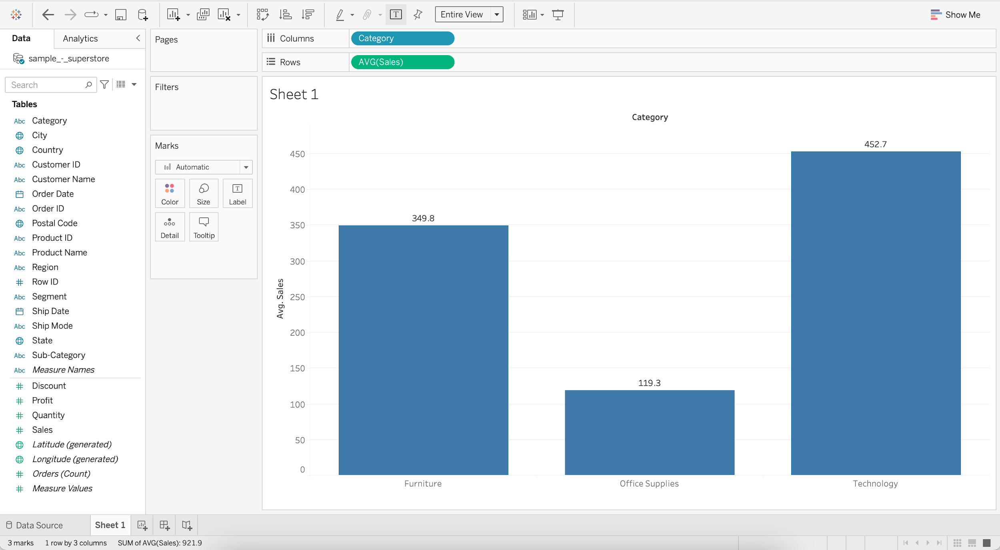 Entire View
Show Me
Data
Analytics
sample_-_superstore
Search
Tables
Abc Category
City
Country
Abc Customer ID
Abc Customer Name
Order Date
Abc Order ID
Postal Code
Abc Product ID
Abc Product Name
Abc Region
Row ID
Abc Segment
Ship Date
Abc Ship Mode
State
Abc Sub-Category
Abc Measure Names
Discount
Profit
Quantity
Sales
Latitude (generated)
Longitude (generated)
Orders (Count)
Measure Values
Pages
Filters
Marks
Automatic
Color
Size
T
Label
Detail
Tooltip
T
Columns
Category
Rows
AVG(Sales)
Sheet 1
Category
Avg. Sales
450
400
350
300
250
200
150
100
50
0
349.8
119.3
452.7
Furniture
Office Supplies
Technology
Data Source
Sheet 1
3 marks
1 row by 3 columns
SUM of AVG(Sales): 921.9